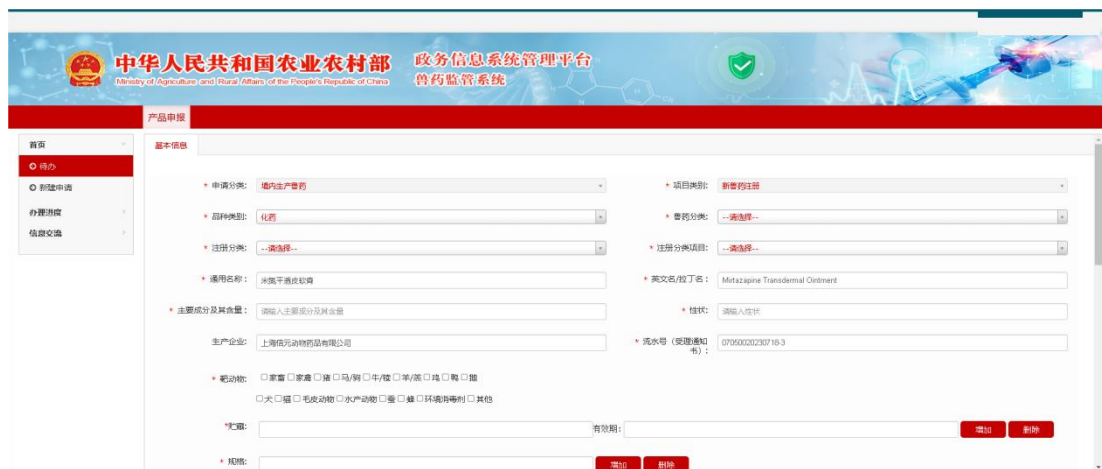 中华人民共和国农业农村部
Ministry of Agriculture and Rural Affairs of the People's Republic of China
政务信息系统管理平台
兽药监管系统
产品申报
首页
待办
新建申请
办理进度
信息交流
基本信息
* 申请分类: 境内生产兽药
* 项目类别: 新兽药注册
* 品种类别: 化药
* 兽药分类: --请选择--
* 注册分类: --请选择--
* 注册分类项目: --请选择--
* 通用名称: 米氮平透皮软膏
* 英文名/拉丁名: Mirtazapine Transdermal Ointment
* 主要成分及其含量: 请输入主要成分及其含量
* 性状: 请输入性状
生产企业: 上海信元动物药品有限公司
* 流水号(受理通知书): 07050020230718-3
* 靶动物: 家畜 家禽 猪 马/驴 牛/犊 羊/羔 鸡 鸭 鹅
犬 猫 毛皮动物 水产动物 蚕 蜂 环境消毒剂 其他
*贮藏:
有效期:
增加 删除
* 规格:
增加 删除